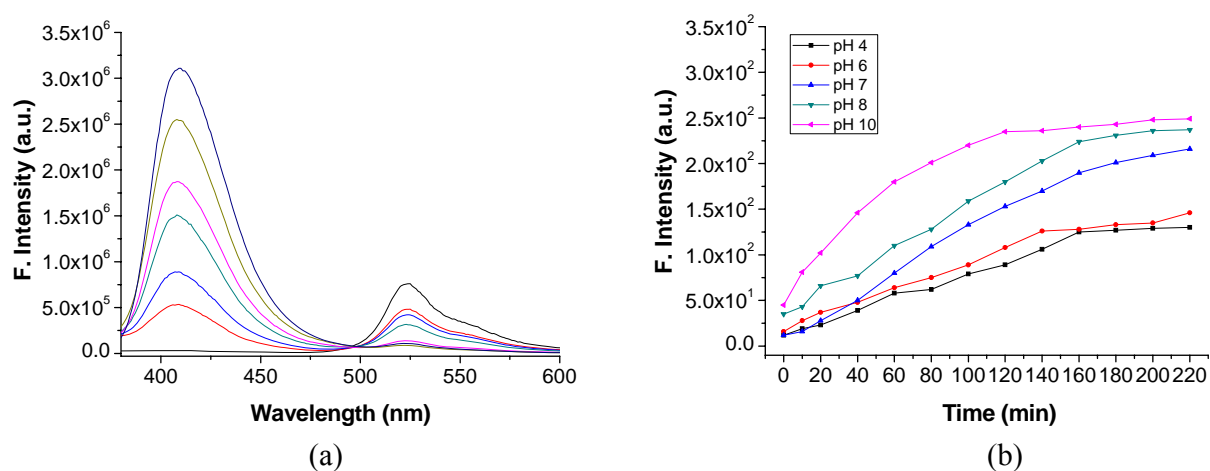 3.5x10⁶
3.0x10⁶
2.5x10⁶
2.0x10⁶
1.5x10⁶
1.0x10⁶
5.0x10⁵
0.0
F. Intensity (a.u.)
400 450 500 550 600
Wavelength (nm)
(a)
3.5x10²
3.0x10²
2.5x10²
2.0x10²
1.5x10²
1.0x10²
5.0x10¹
0.0
F. Intensity (a.u.)
pH 4
pH 6
pH 7
pH 8
pH 10
0 20 40 60 80 100 120 140 160 180 200 220
Time (min)
(b)